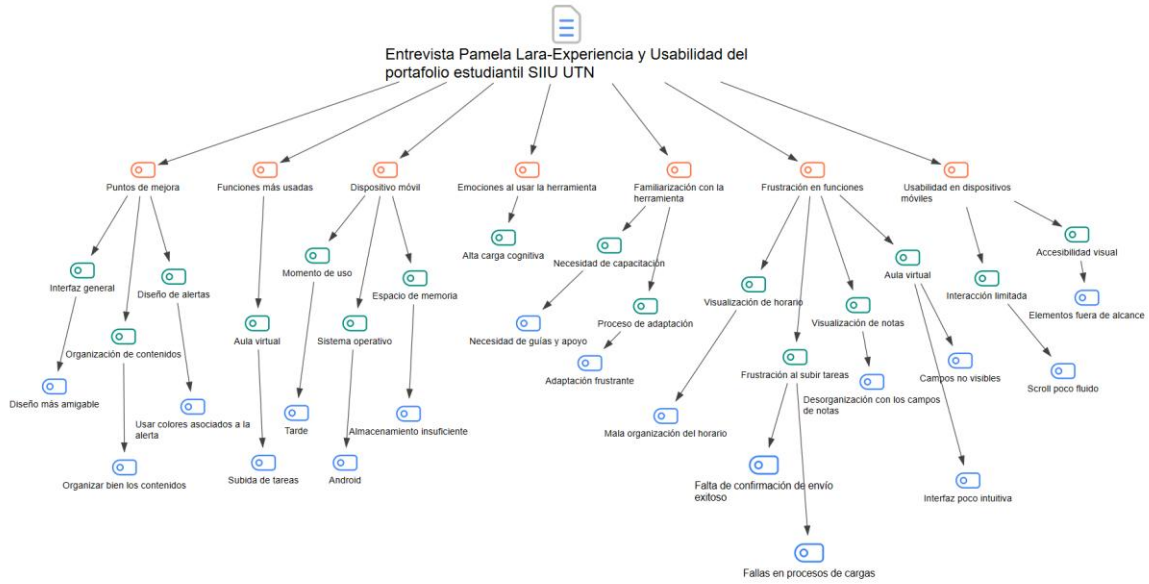 Entrevista Pamela Lara-Experiencia y Usabilidad del
portafolio estudiantil SIIU UTN
Puntos de mejora
Funciones más usadas
Dispositivo móvil
Emociones al usar la herramienta
Familiarización con la
herramienta
Frustración en funciones
Usabilidad en dispositivos
móviles
Interfaz general
Diseño de alertas
Organización de contenidos
Diseño más amigable
Usar colores asociados a la
alerta
Organizar bien los contenidos
Aula virtual
Subida de tareas
Momento de uso
Espacio de memoria
Sistema operativo
Tarde
Almacenamiento insuficiente
Android
Alta carga cognitiva
Necesidad de capacitación
Proceso de adaptación
Necesidad de guías y apoyo
Adaptación frustrante
Visualización de horario
Visualización de notas
Aula virtual
Frustración al subir tareas
Mala organización del horario
Desorganización con los campos
de notas
Campos no visibles
Falta de confirmación de envío
exitoso
Interfaz poco intuitiva
Fallas en procesos de cargas
Accesibilidad visual
Interacción limitada
Elementos fuera de alcance
Scroll poco fluido